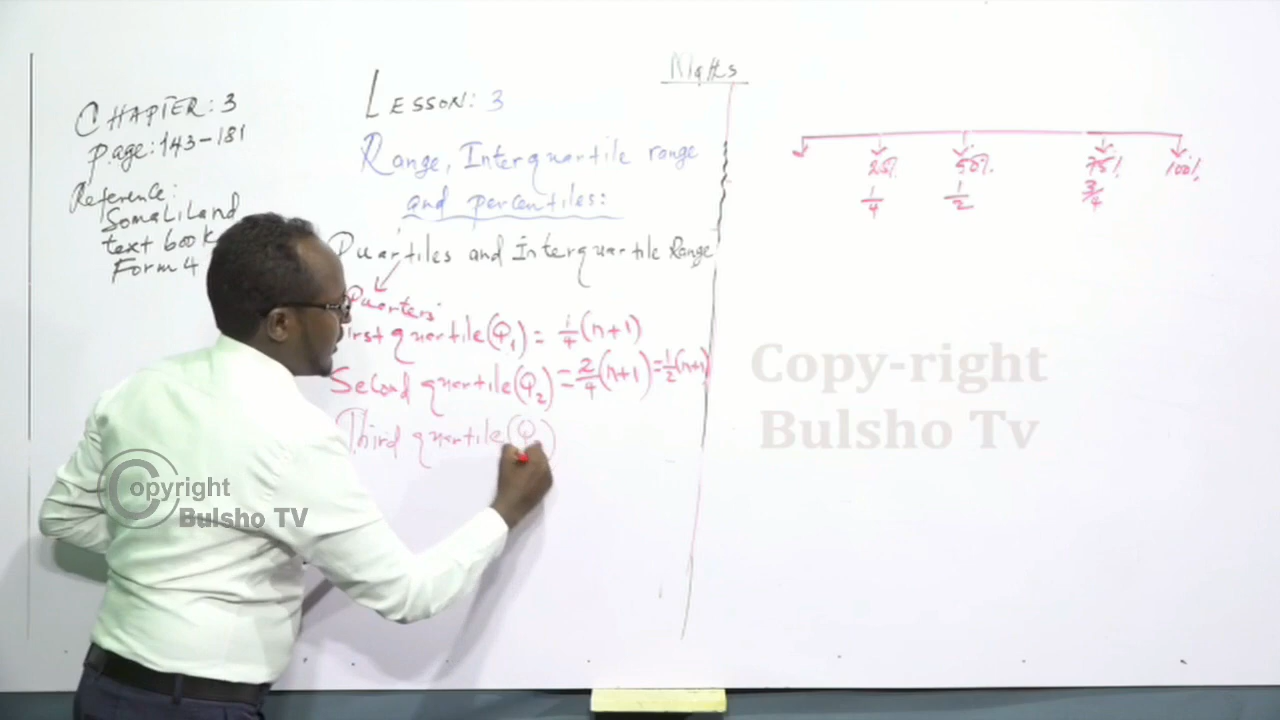 Maths
CHAPTER: 3
Page: 143-181
Reference:
Somaliland
text book
Form 4
LESSON: 3
Range, Interquartile range
and percentiles:
Quartiles and Interquartile Range
Quarters
irst quartile (Q₁) = 1/4 (n+1)
Second quartile (Q₂) = 2/4 (n+1) = 1/2 (n+1)
Third quartile (Q )
25% 50% 75% 100%
1/4 1/2 3/4
Copy-right
Bulsho Tv
Copyright
Bulsho TV